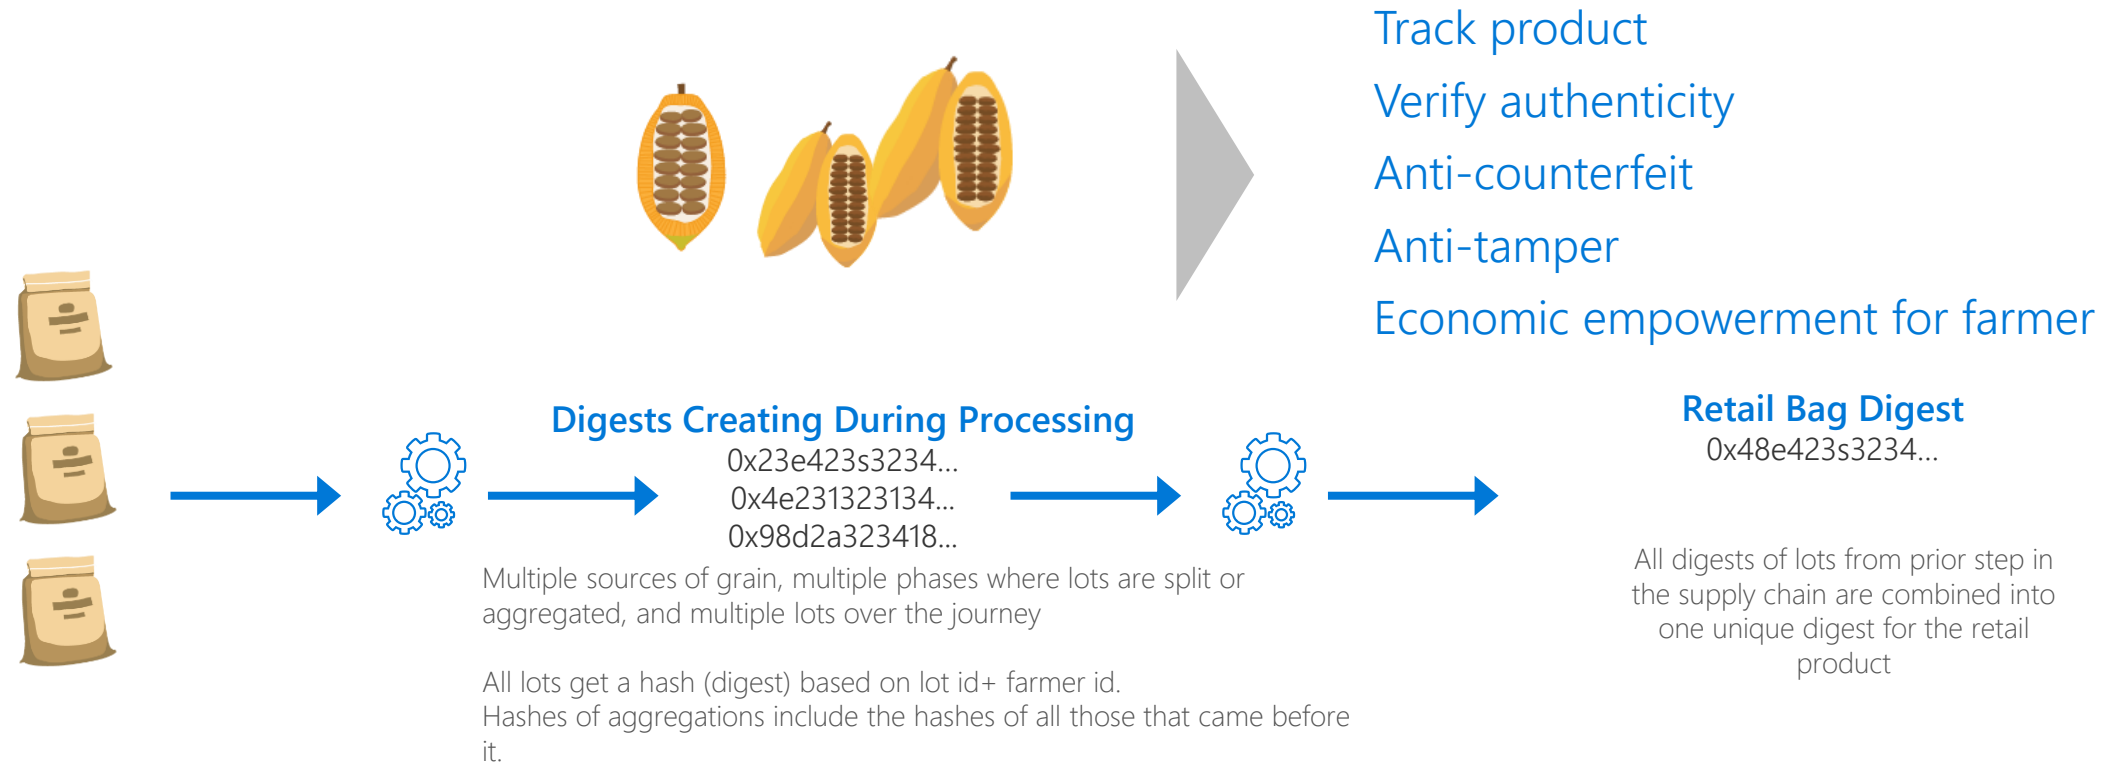 Track product
Verify authenticity
Anti-counterfeit
Anti-tamper
Economic empowerment for farmer
Digests Creating During Processing
0x23e423s3234...
0x4e231323134...
0x98d2a323418...
Multiple sources of grain, multiple phases where lots are split or
aggregated, and multiple lots over the journey
All lots get a hash (digest) based on lot id+ farmer id.
Hashes of aggregations include the hashes of all those that came before
it.
Retail Bag Digest
0x48e423s3234...
All digests of lots from prior step in
the supply chain are combined into
one unique digest for the retail
product